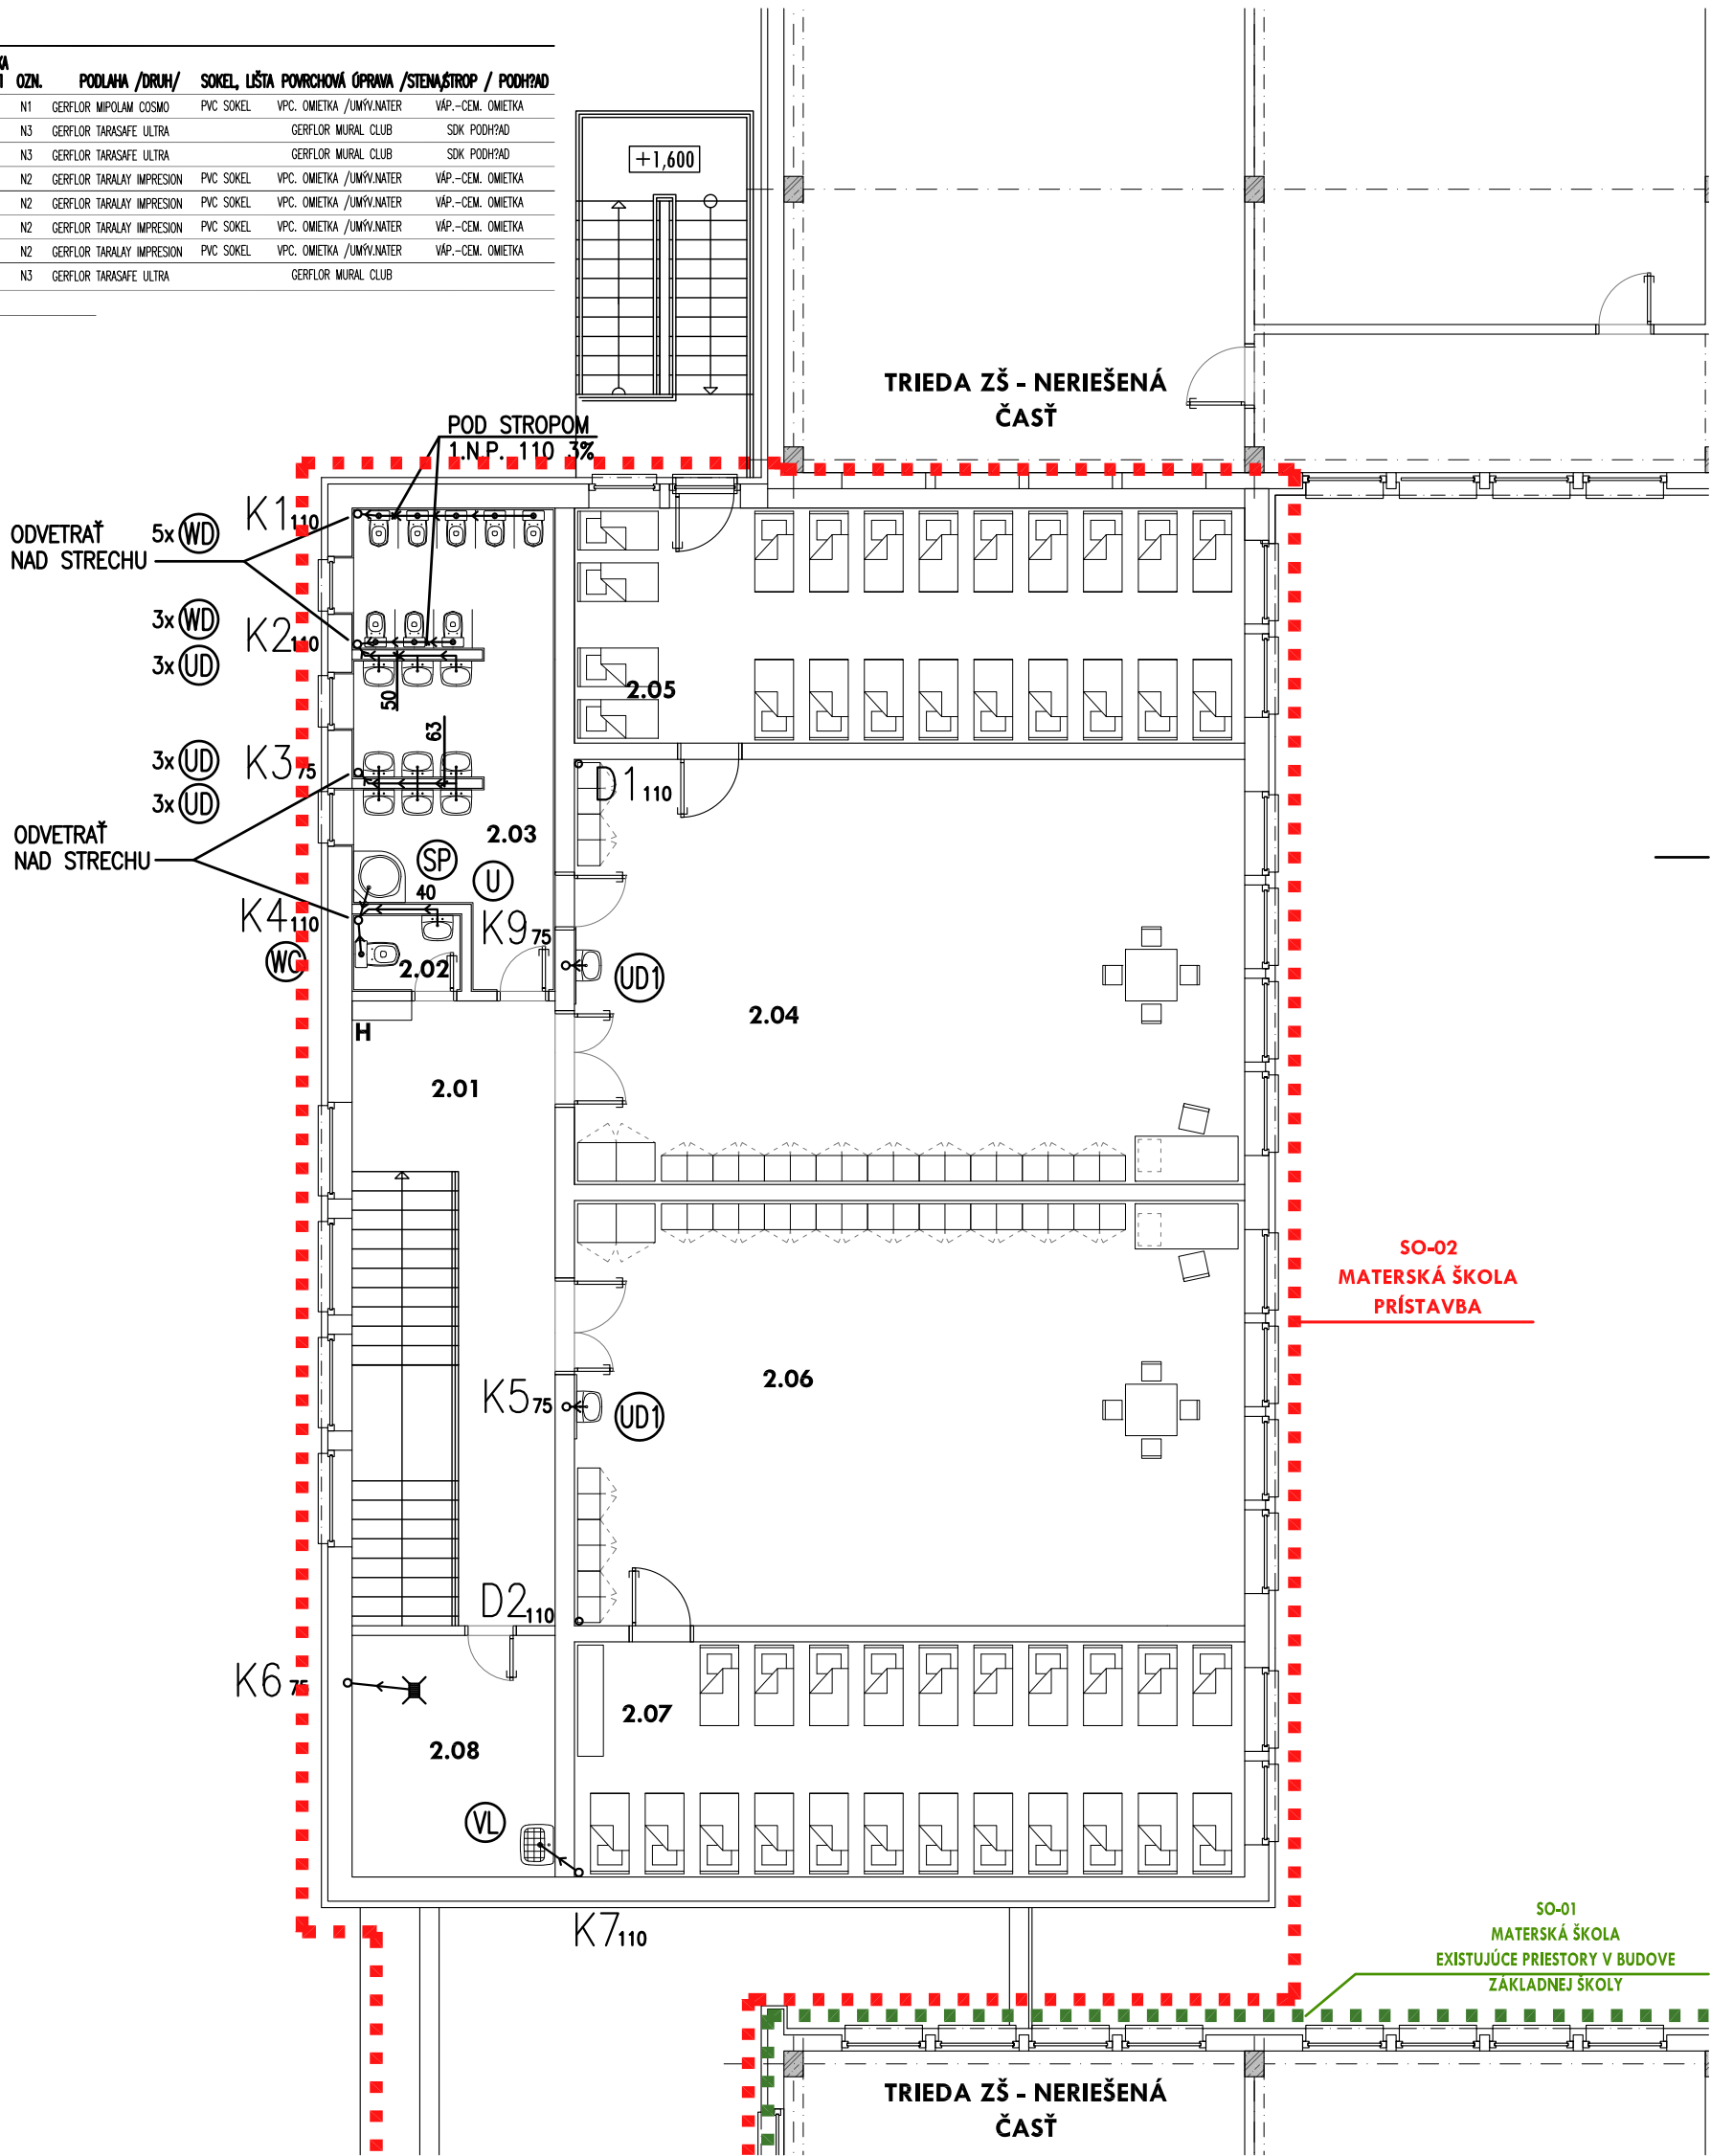 OZN. PODLAHA /DRUH/ SOKEL, LIŠTA POVRCHOVÁ ÚPRAVA /STENA,STROP / PODH?AD
N1 GERFLOR MIPOLAM COSMO PVC SOKEL VPC. OMIETKA /UMÝV.NATER VÁP.-CEM. OMIETKA
N3 GERFLOR TARASAFE ULTRA GERFLOR MURAL CLUB SDK PODH?AD
N3 GERFLOR TARASAFE ULTRA GERFLOR MURAL CLUB SDK PODH?AD
N2 GERFLOR TARALAY IMPRESION PVC SOKEL VPC. OMIETKA /UMÝV.NATER VÁP.-CEM. OMIETKA
N2 GERFLOR TARALAY IMPRESION PVC SOKEL VPC. OMIETKA /UMÝV.NATER VÁP.-CEM. OMIETKA
N2 GERFLOR TARALAY IMPRESION PVC SOKEL VPC. OMIETKA /UMÝV.NATER VÁP.-CEM. OMIETKA
N2 GERFLOR TARALAY IMPRESION PVC SOKEL VPC. OMIETKA /UMÝV.NATER VÁP.-CEM. OMIETKA
N3 GERFLOR TARASAFE ULTRA GERFLOR MURAL CLUB
+1,600
TRIEDA ZŠ - NERIEŠENÁ
ČASŤ
POD STROPOM
1.N.P. 110 3%
K1 110
5x WD
ODVETRAŤ
NAD STRECHU
3x WD
K2 110
3x UD
50
2.05
63
3x UD
K3 75
3x UD
D1 110
ODVETRAŤ
NAD STRECHU
2.03
SP
U
40
K4 110
K9 75
WC
2.02
UD1
2.04
H
2.01
SO-02
MATERSKÁ ŠKOLA
PRÍSTAVBA
2.06
K5 75
UD1
D2 110
K6 75
2.07
2.08
VL
K7 110
SO-01
MATERSKÁ ŠKOLA
EXISTUJÚCE PRIESTORY V BUDOVE
ZÁKLADNEJ ŠKOLY
TRIEDA ZŠ - NERIEŠENÁ
ČASŤ